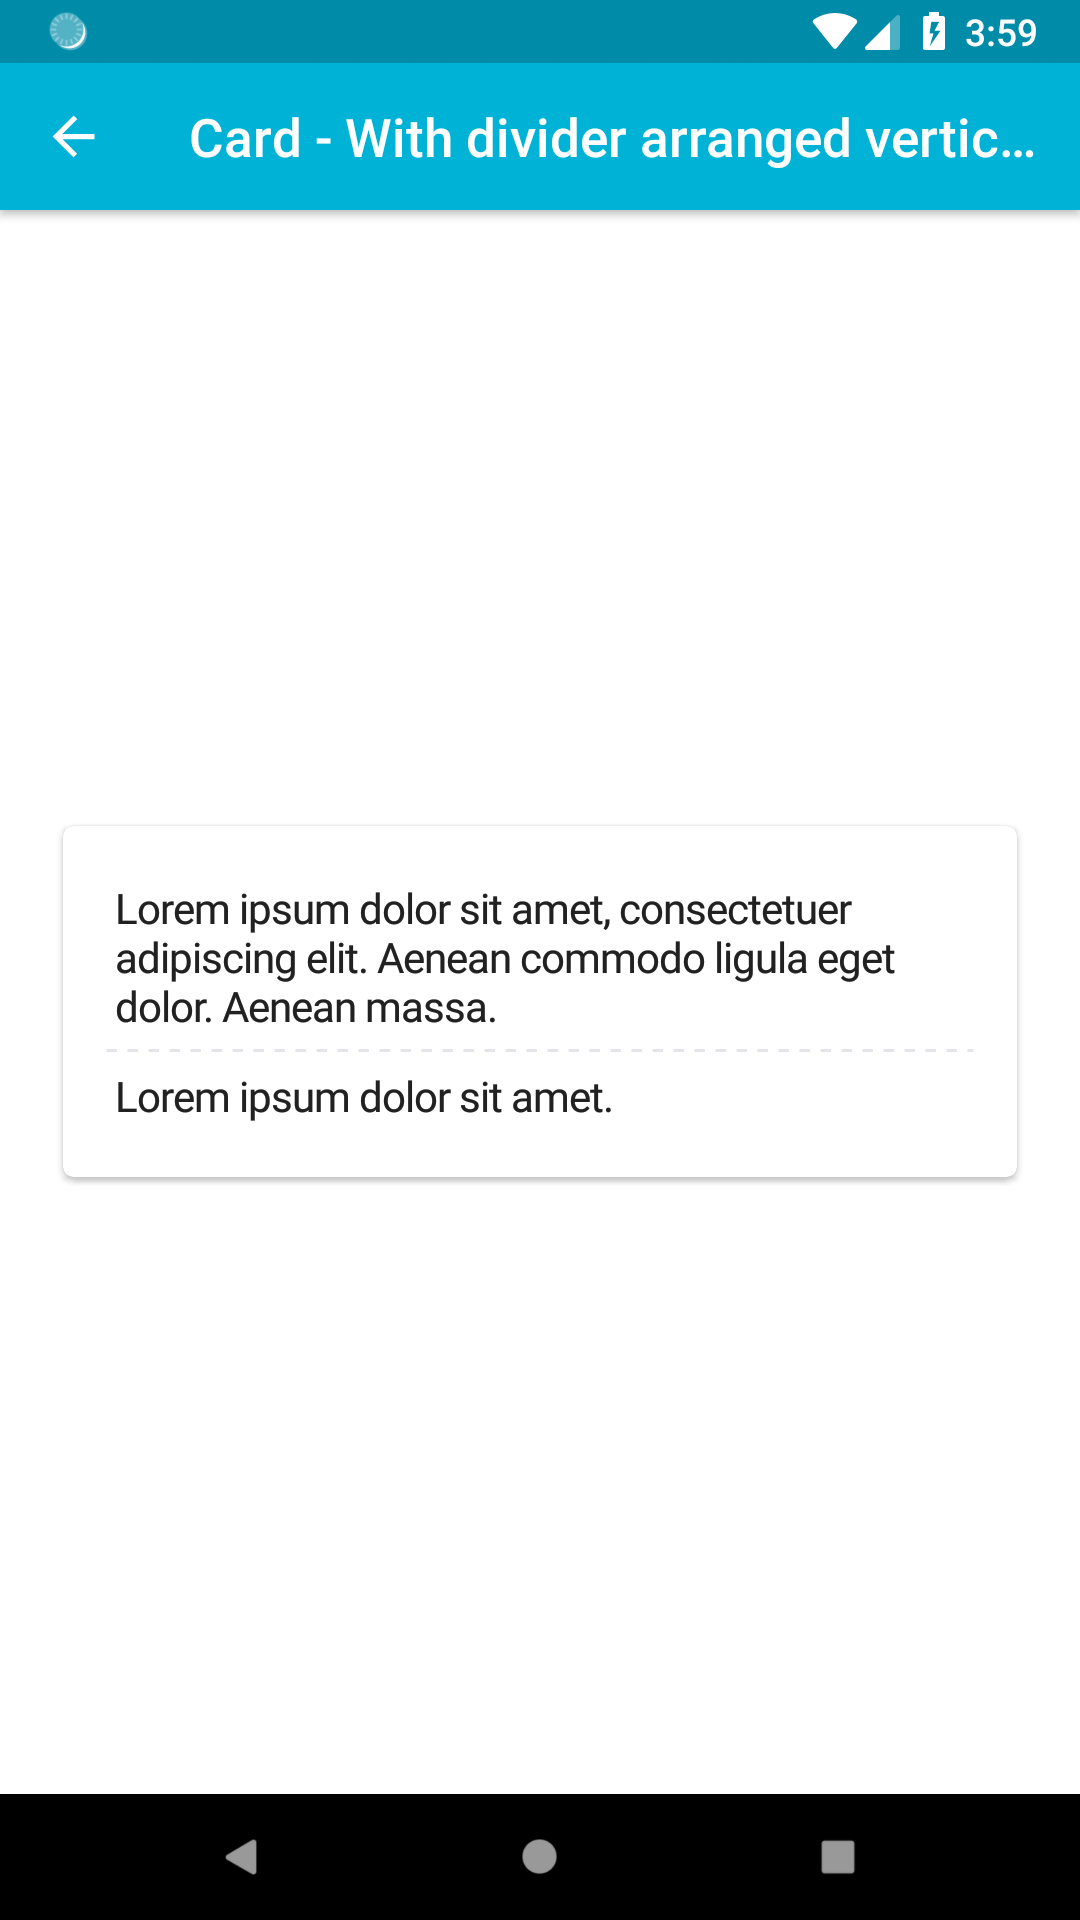 3:59
Card - With divider arranged vertic...
Lorem ipsum dolor sit amet, consectetuer
adipiscing elit. Aenean commodo ligula eget
dolor. Aenean massa.
Lorem ipsum dolor sit amet.